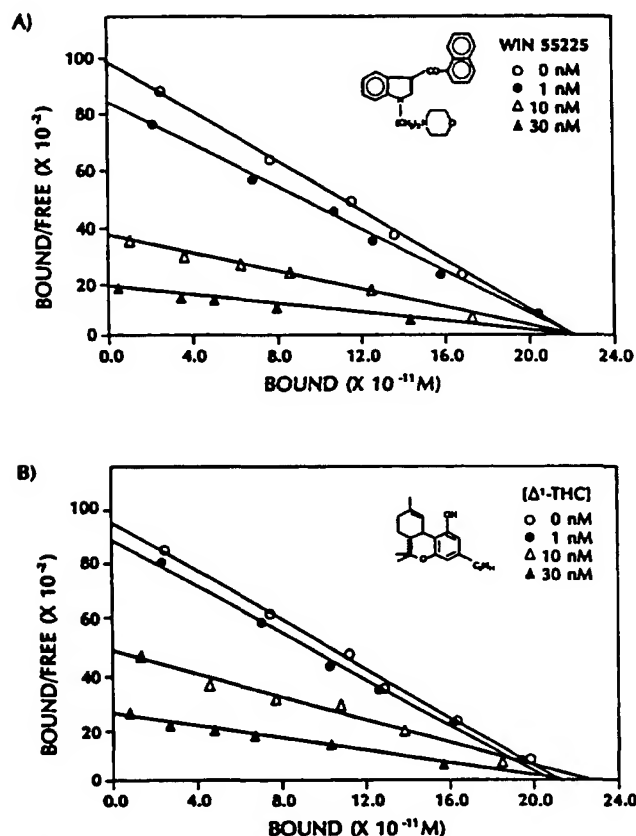 A)
WIN 55225
0 nM
1 nM
10 nM
30 nM
BOUND/FREE (X 10⁻²)
80
60
40
20
0
0.0 4.0 8.0 12.6 16.0 20.0 24.0
BOUND (X 10⁻¹¹M)
B)
[Δ¹-THC]
0 nM
1 nM
10 nM
30 nM
BOUND/FREE (X 10⁻²)
100
80
60
40
20
0
0.0 4.0 8.0 12.0 16.0 20.0 24.0
BOUND (X 10⁻¹¹M)